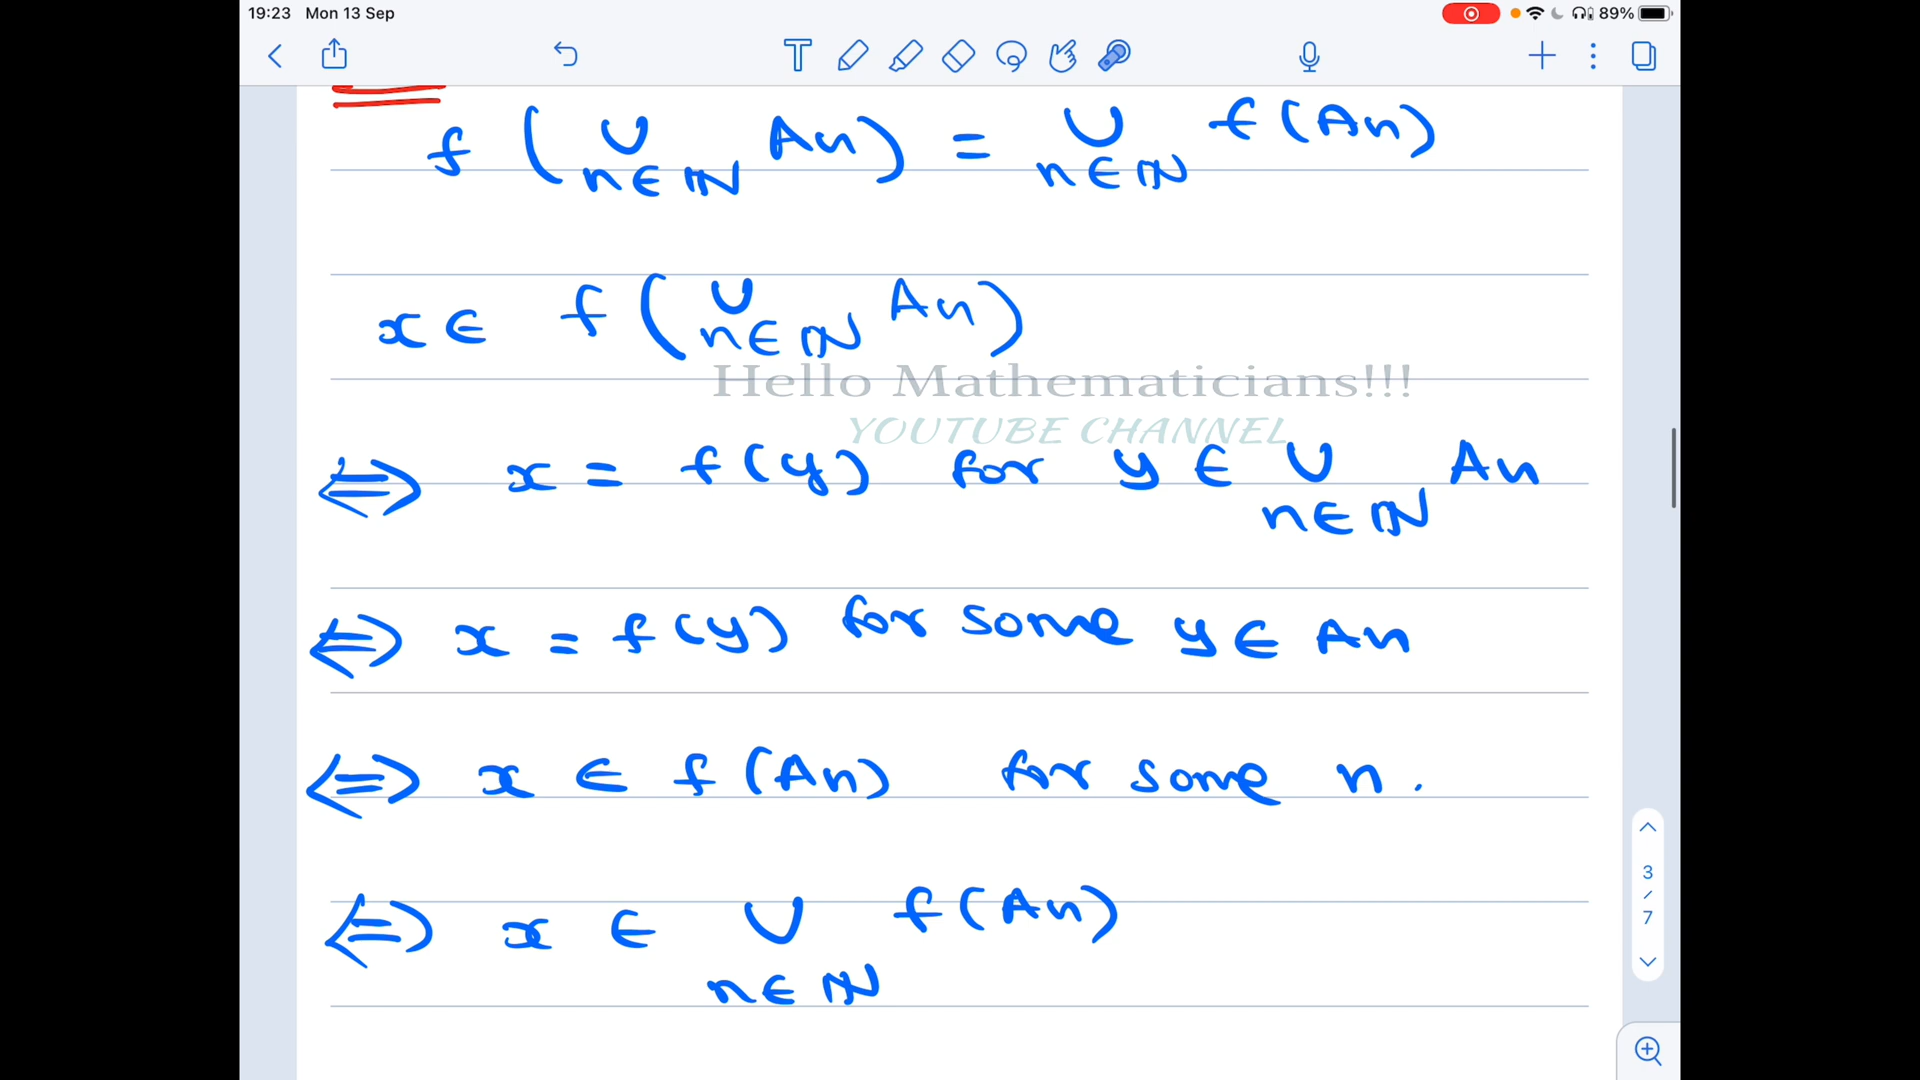 19:23 Mon 13 Sep
89%
f ( ∪ An ) = ∪ f(An)
n∈ℕ n∈ℕ
x ∈ f ( ∪ An )
n∈ℕ
Hello Mathematicians!!!
YOUTUBE CHANNEL
⇔ x = f(y) for y ∈ ∪ An
n∈ℕ
⇔ x = f(y) for some y ∈ An
⇔ x ∈ f(An) for some n.
⇔ x ∈ ∪ f(An)
n∈ℕ
3
/
7